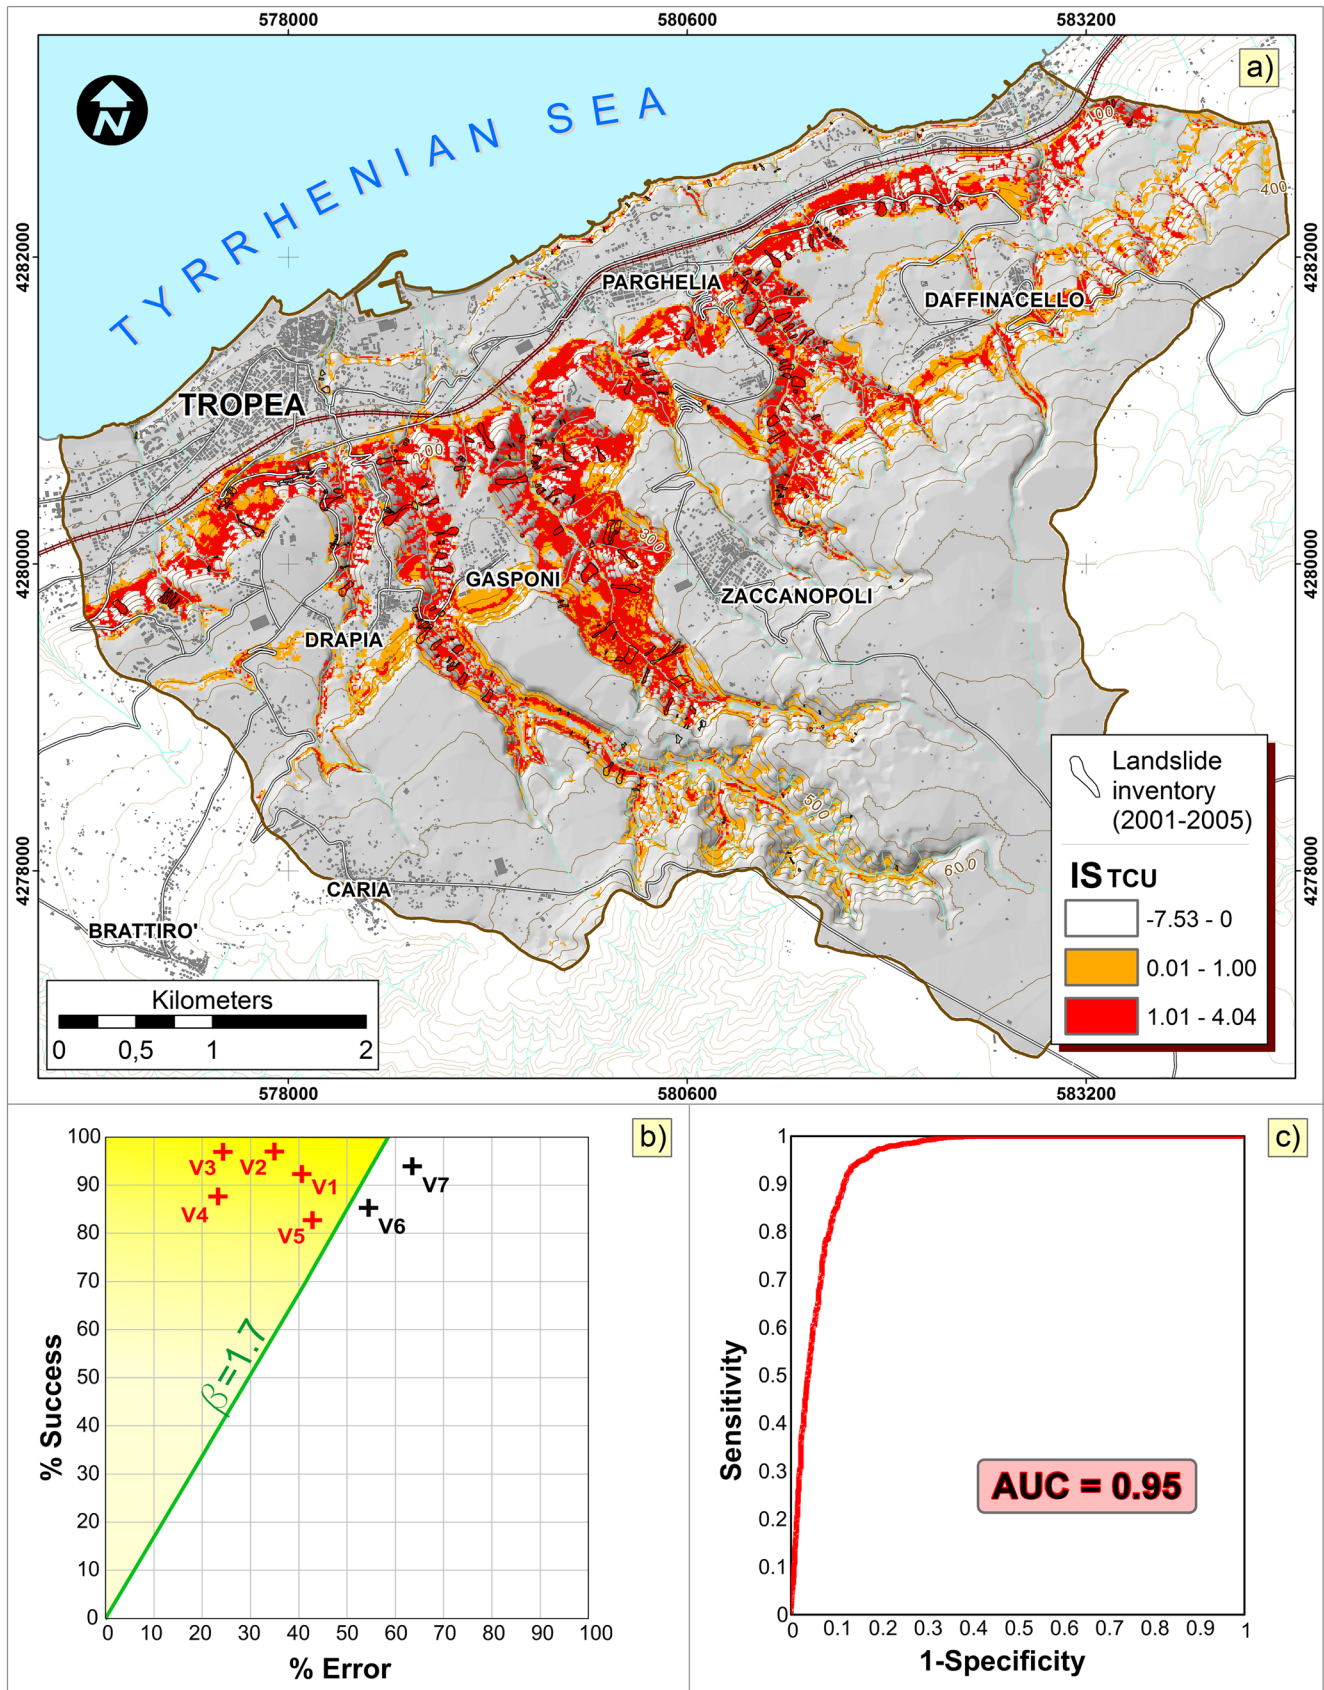 578000
580600
583200
a)
N
TYRRHENIAN SEA
100
400
4282000
4282000
PARGHELIA
DAFFINACELLO
TROPEA
00
300
4280000
4280000
GASPONI
ZACCANOPOLI
DRAPIA
Landslide
inventory
(2001-2005)
500
600
IS TCU
-7.53 - 0
0.01 - 1.00
1.01 - 4.04
4278000
4278000
CARIA
BRATTIRO'
Kilometers
0 0,5 1 2
578000
580600
583200
b)
100
90
80
70
60
50
40
30
20
10
0
V3
V2
V1
V4
V5
V7
V6
β=1.7
% Success
0 10 20 30 40 50 60 70 80 90 100
% Error
c)
1
0.9
0.8
0.7
0.6
0.5
0.4
0.3
0.2
0.1
0
Sensitivity
AUC = 0.95
0 0.1 0.2 0.3 0.4 0.5 0.6 0.7 0.8 0.9 1
1-Specificity